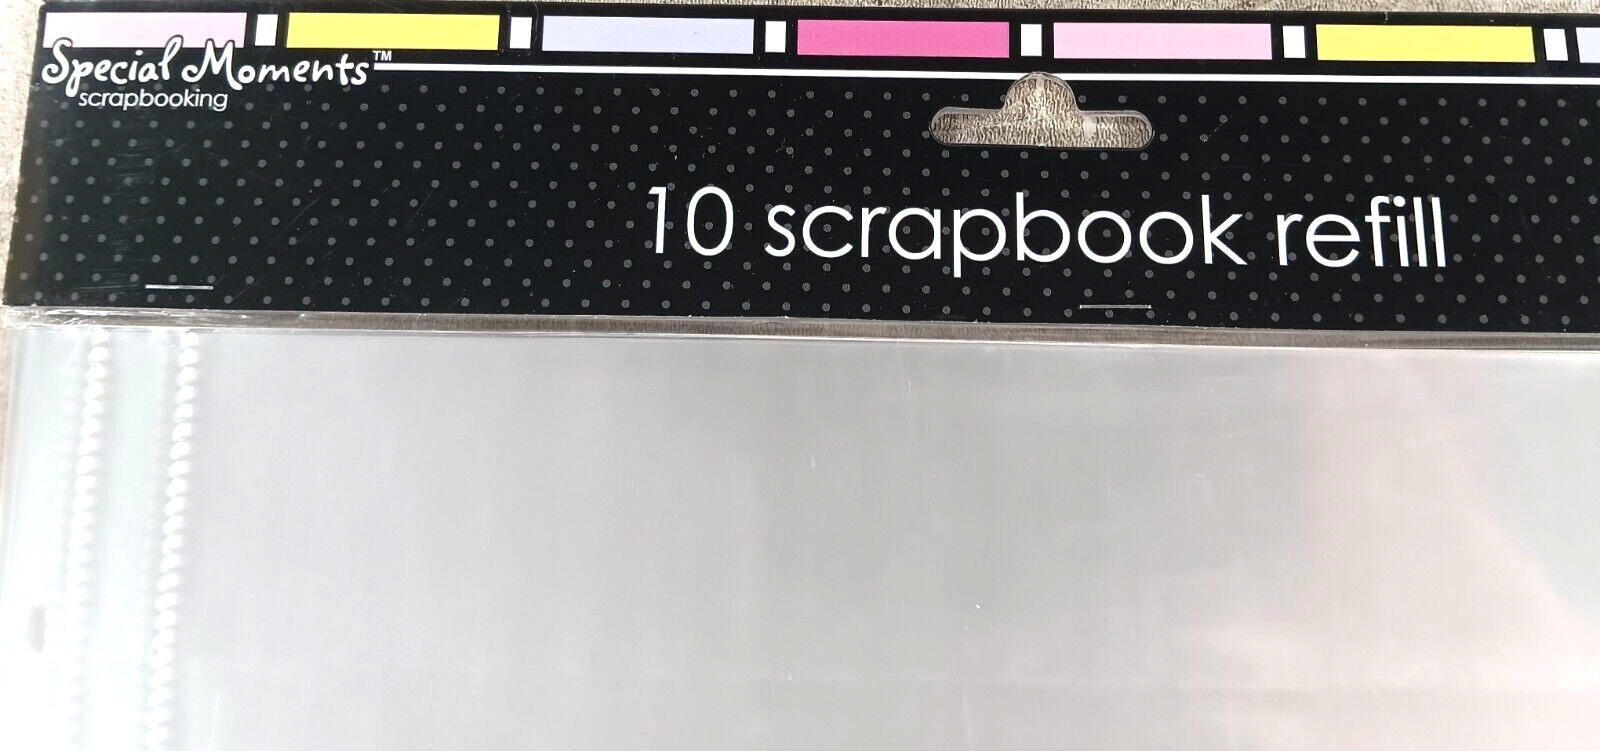 Special Moments™
scrapbooking
10 scrapbook refill